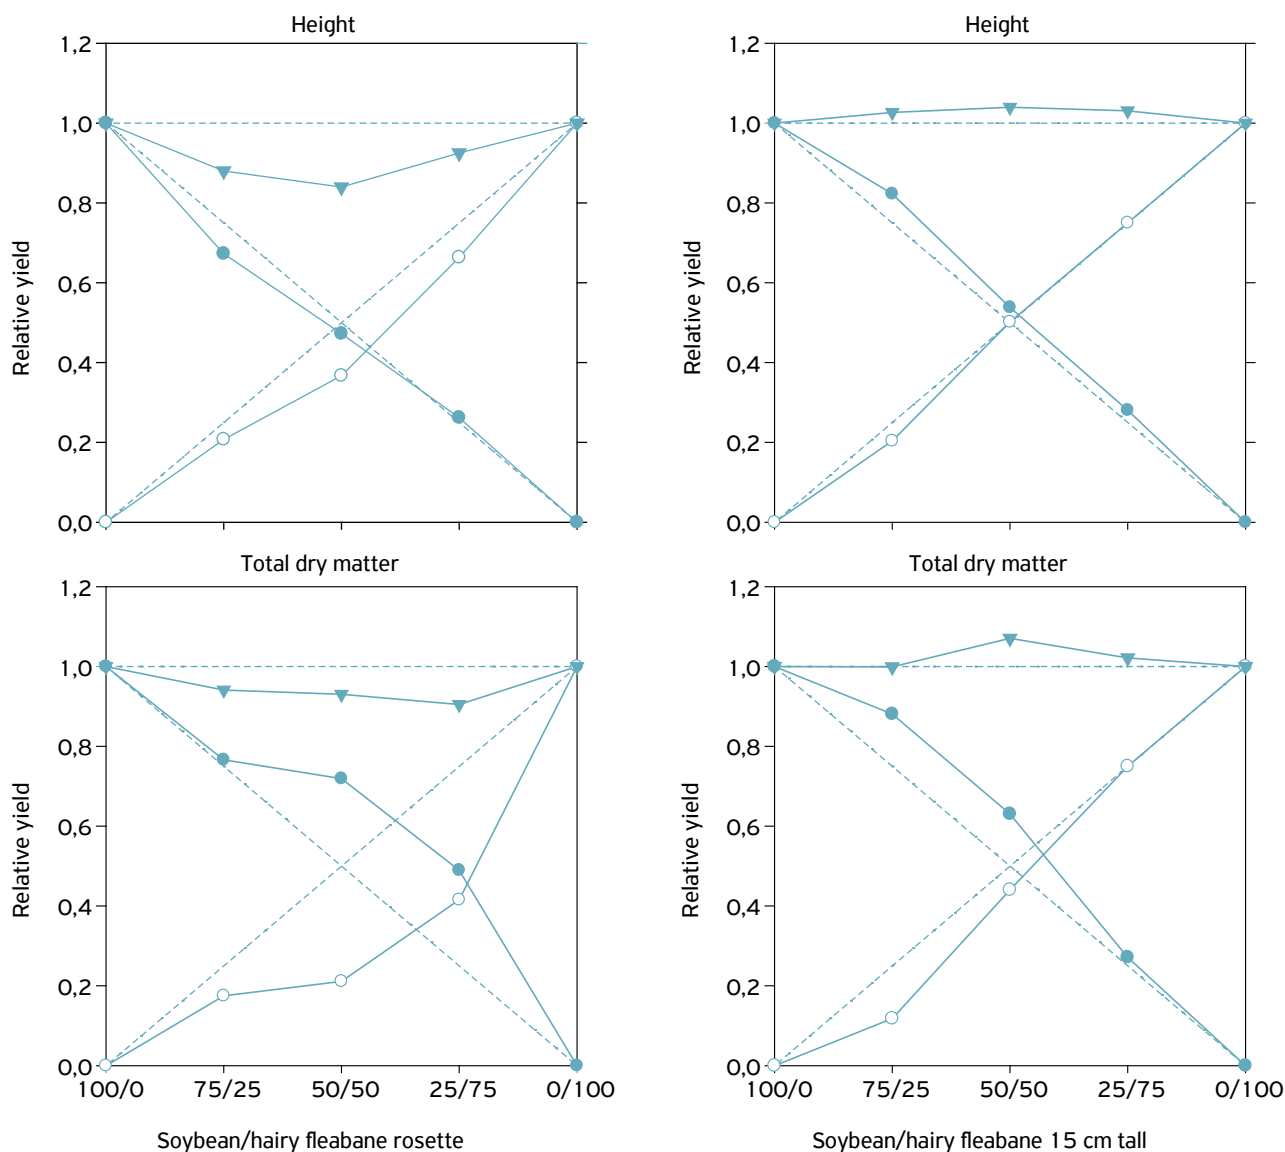 Height
1,2
1,0
0,8
0,6
0,4
0,2
0,0
Relative yield
Height
1,2
1,0
0,8
0,6
0,4
0,2
0,0
Relative yield
Total dry matter
1,2
1,0
0,8
0,6
0,4
0,2
0,0
Relative yield
100/0 75/25 50/50 25/75 0/100
Soybean/hairy fleabane rosette
Total dry matter
1,2
1,0
0,8
0,6
0,4
0,2
0,0
Relative yield
100/0 75/25 50/50 25/75 0/100
Soybean/hairy fleabane 15 cm tall